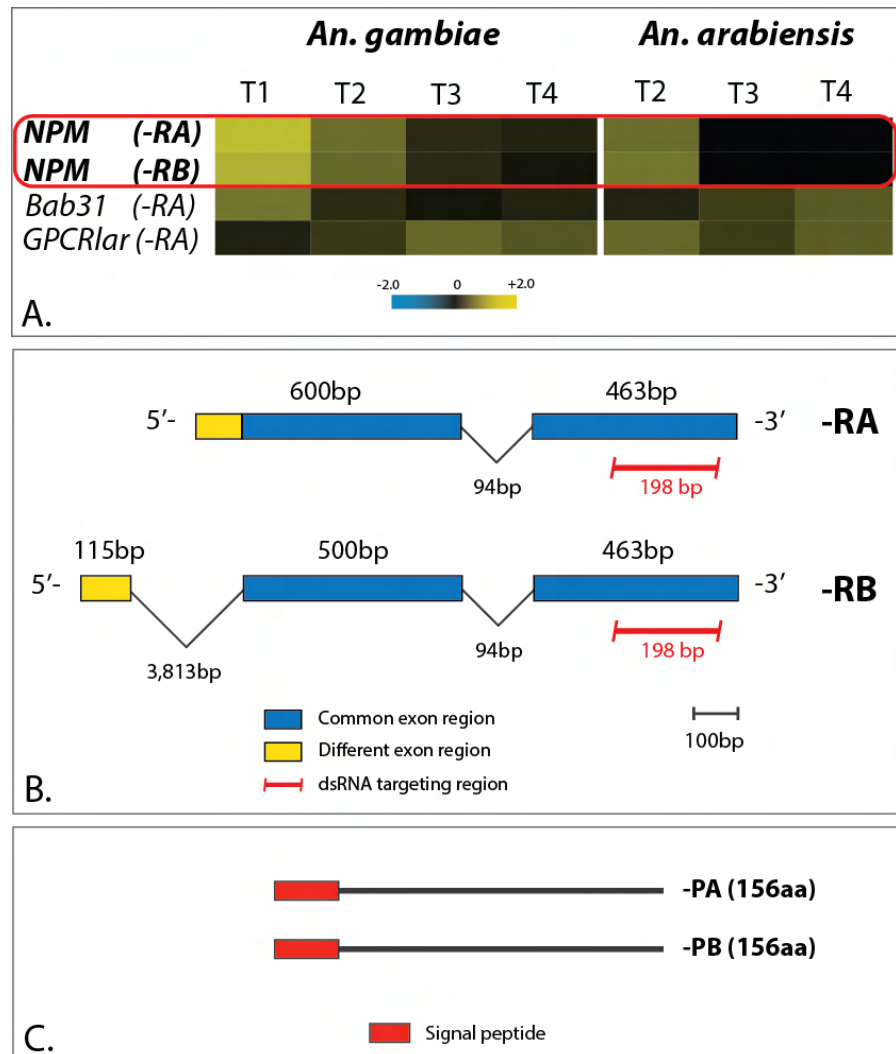 An. gambiae An. arabiensis
T1 T2 T3 T4 T2 T3 T4
NPM (-RA)
NPM (-RB)
Bab31 (-RA)
GPCRlar (-RA)
-2.0 0 +2.0
A.
600bp 463bp
5’- -3’ -RA
94bp 198 bp
115bp 500bp 463bp
5’- -3’ -RB
3,813bp 94bp 198 bp
Common exon region
Different exon region
100bp
dsRNA targeting region
B.
-PA (156aa)
-PB (156aa)
Signal peptide
C.